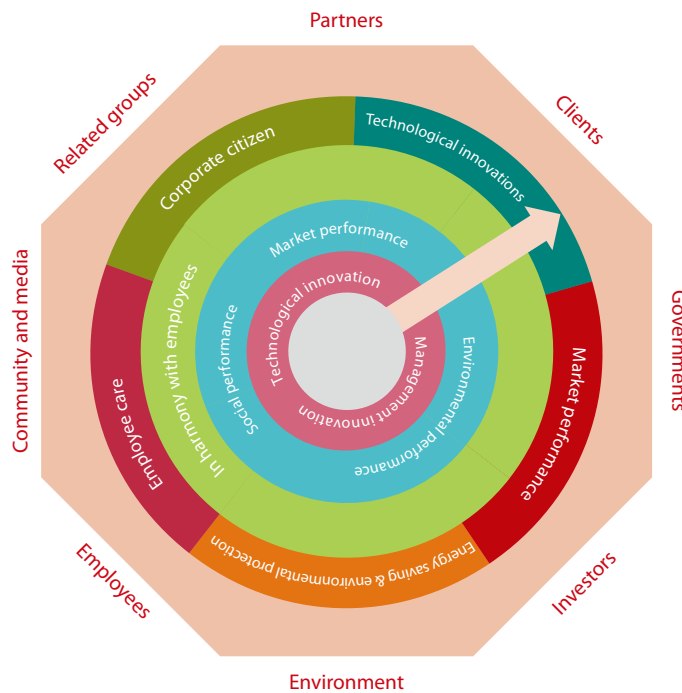 Partners
Clients
Governments
Investors
Environment
Employees
Community and media
Related groups
Corporate citizen
Technological innovations
Market performance
Energy saving & environmental protection
Employee care
In harmony with employees
Market performance
Environmental performance
Social performance
Technological innovation
Management innovation